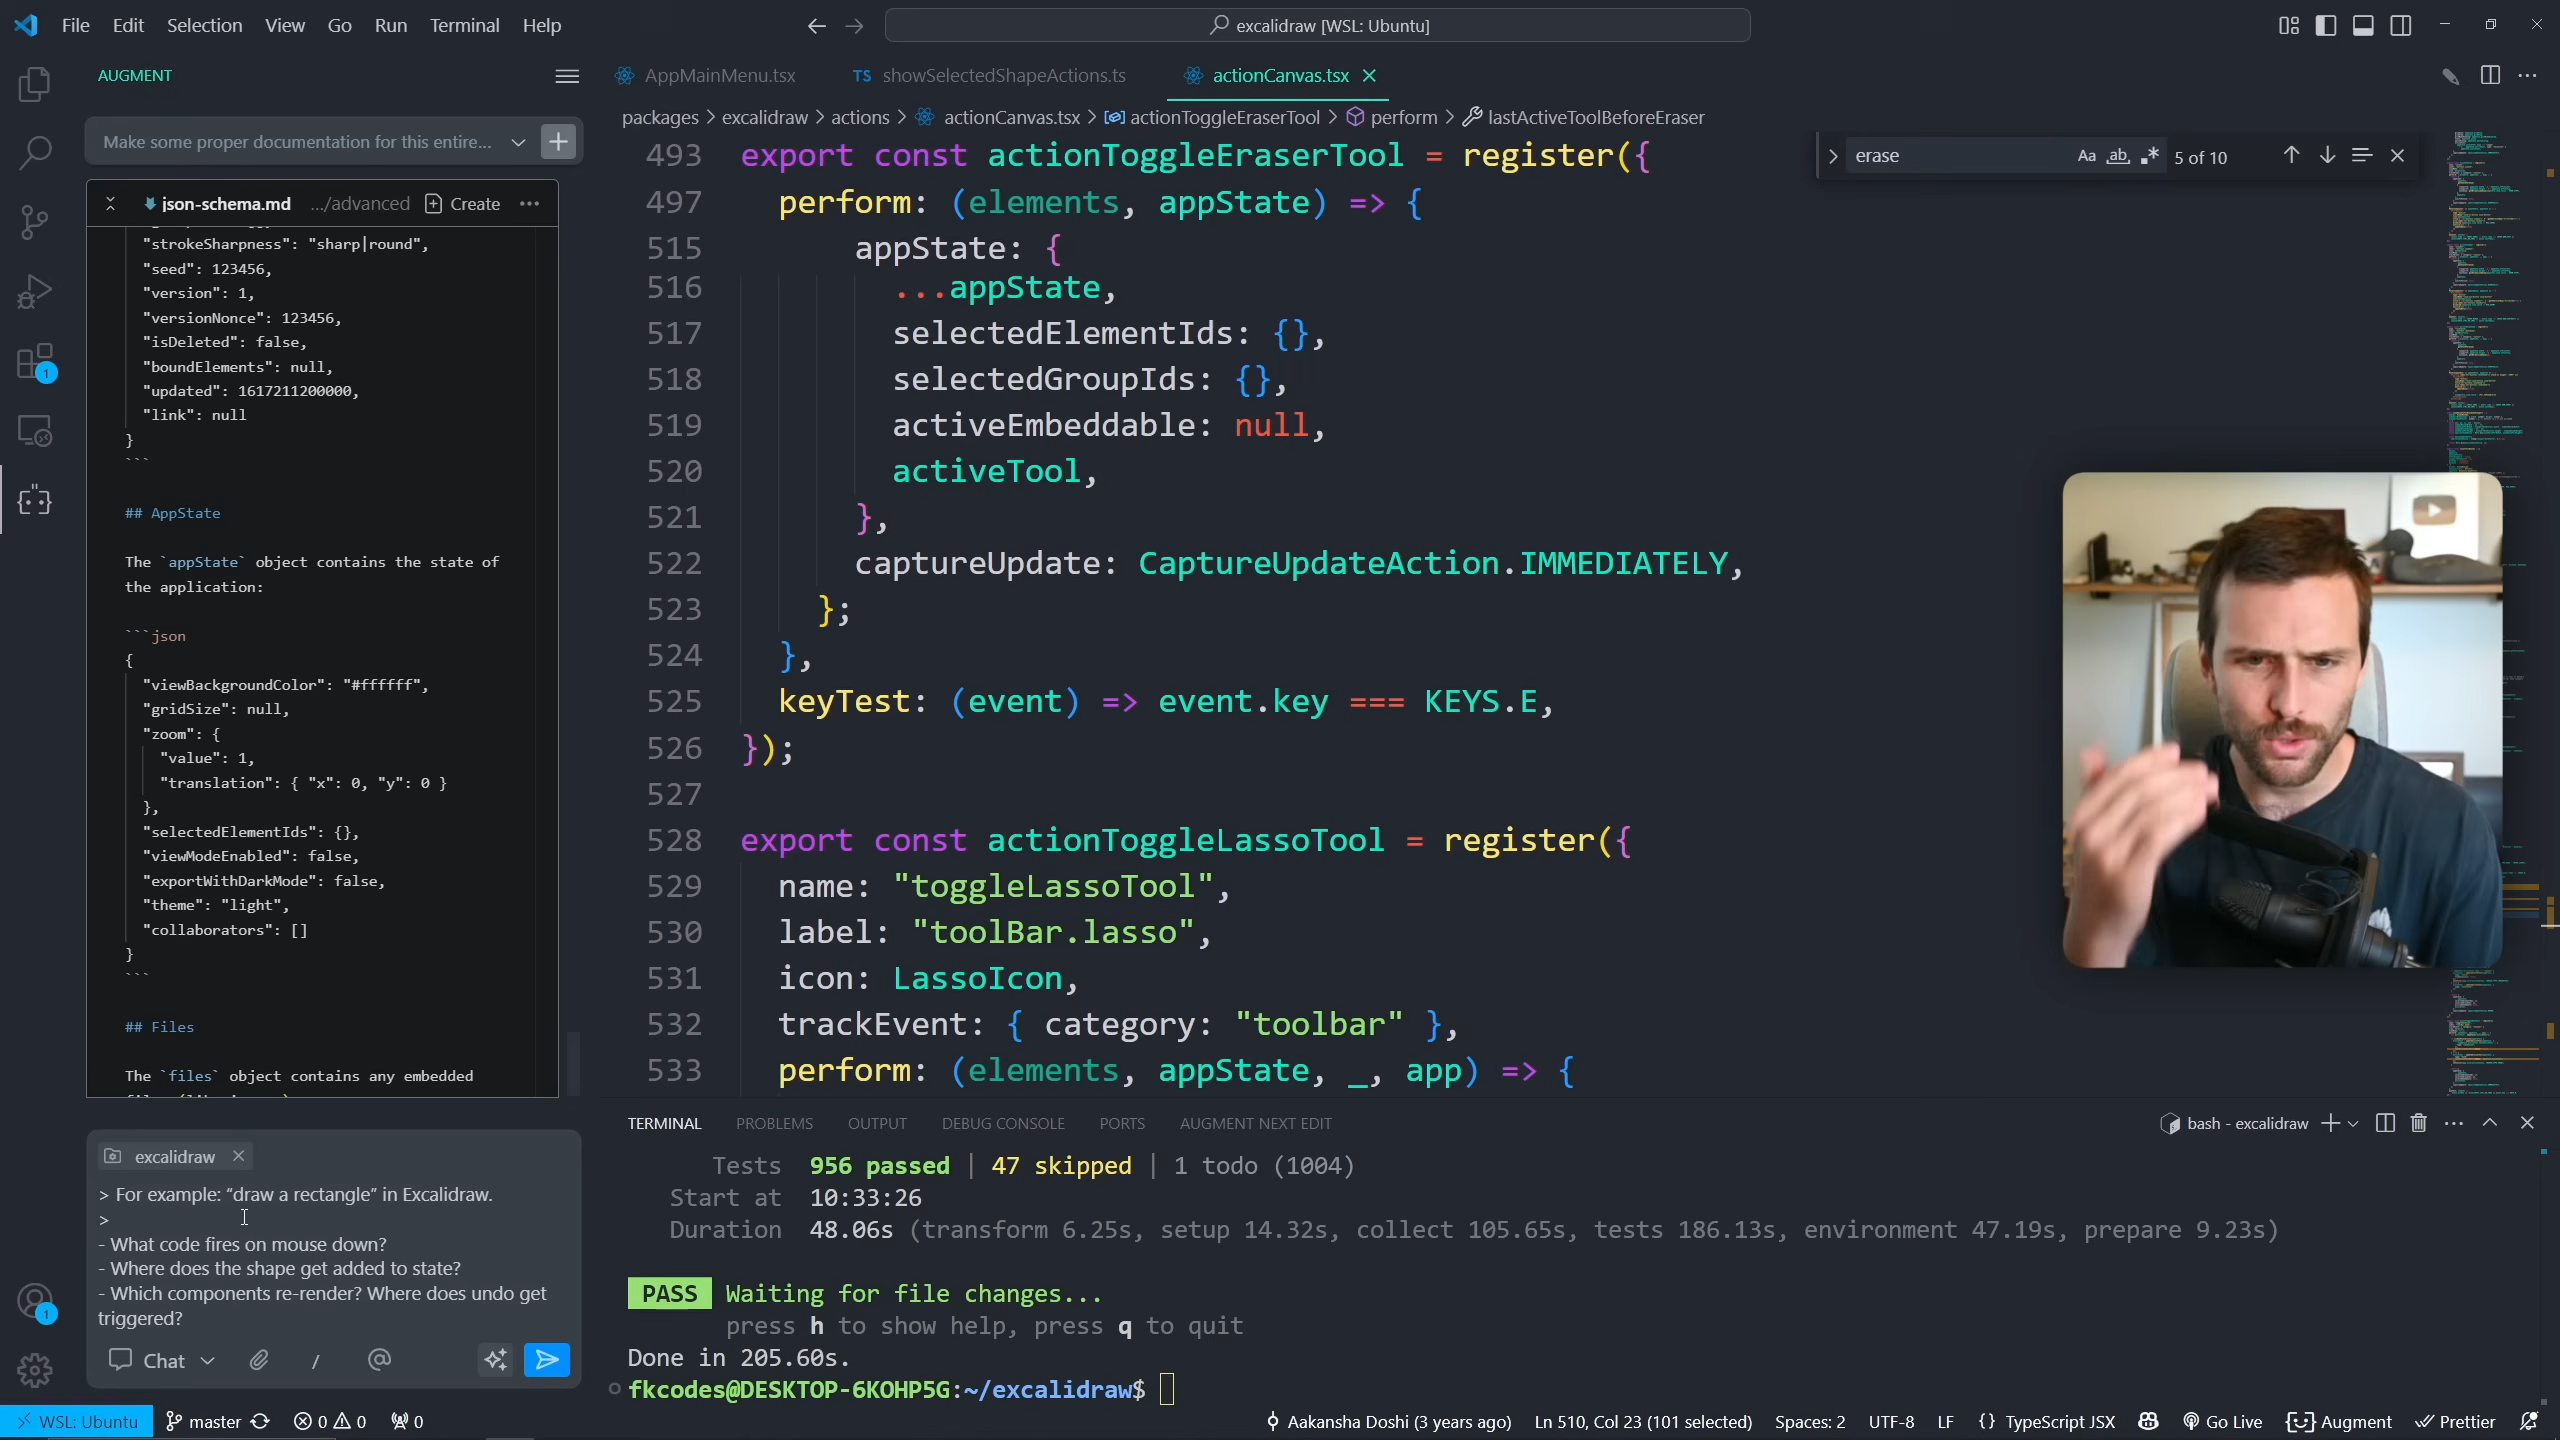 File Edit Selection View Go Run Terminal Help
excalidraw [WSL: Ubuntu]
AUGMENT
Make some proper documentation for this entire...
json-schema.md .../advanced Create
"strokeSharpness": "sharp|round",
"seed": 123456,
"version": 1,
"versionNonce": 123456,
"isDeleted": false,
"boundElements": null,
"updated": 1617211200000,
"link": null
}
```
## AppState
The `appState` object contains the state of
the application:
```json
{
"viewBackgroundColor": "#ffffff",
"gridSize": null,
"zoom": {
"value": 1,
"translation": { "x": 0, "y": 0 }
},
"selectedElementIds": {},
"viewModeEnabled": false,
"exportWithDarkMode": false,
"theme": "light",
"collaborators": []
}
```
## Files
The `files` object contains any embedded
excalidraw
> For example: “draw a rectangle” in Excalidraw.
>
- What code fires on mouse down?
- Where does the shape get added to state?
- Which components re-render? Where does undo get
triggered?
Chat / @
AppMainMenu.tsx TS showSelectedShapeActions.ts actionCanvas.tsx
packages > excalidraw > actions > actionCanvas.tsx > actionToggleEraserTool > perform > lastActiveToolBeforeEraser
erase Aa ab .* 5 of 10
493 export const actionToggleEraserTool = register({
497 perform: (elements, appState) => {
515 appState: {
516 ...appState,
517 selectedElementIds: {},
518 selectedGroupIds: {},
519 activeEmbeddable: null,
520 activeTool,
521 },
522 captureUpdate: CaptureUpdateAction.IMMEDIATELY,
523 };
524 },
525 keyTest: (event) => event.key === KEYS.E,
526 });
527
528 export const actionToggleLassoTool = register({
529 name: "toggleLassoTool",
530 label: "toolBar.lasso",
531 icon: LassoIcon,
532 trackEvent: { category: "toolbar" },
533 perform: (elements, appState, _, app) => {
TERMINAL PROBLEMS OUTPUT DEBUG CONSOLE PORTS AUGMENT NEXT EDIT bash - excalidraw
Tests 956 passed | 47 skipped | 1 todo (1004)
Start at 10:33:26
Duration 48.06s (transform 6.25s, setup 14.32s, collect 105.65s, tests 186.13s, environment 47.19s, prepare 9.23s)
PASS Waiting for file changes...
press h to show help, press q to quit
Done in 205.60s.
fkcodes@DESKTOP-6KOHP5G:~/excalidraw$
1
1
WSL: Ubuntu master 0 0 0 Aakansha Doshi (3 years ago) Ln 510, Col 23 (101 selected) Spaces: 2 UTF-8 LF {} TypeScript JSX Go Live Augment Prettier